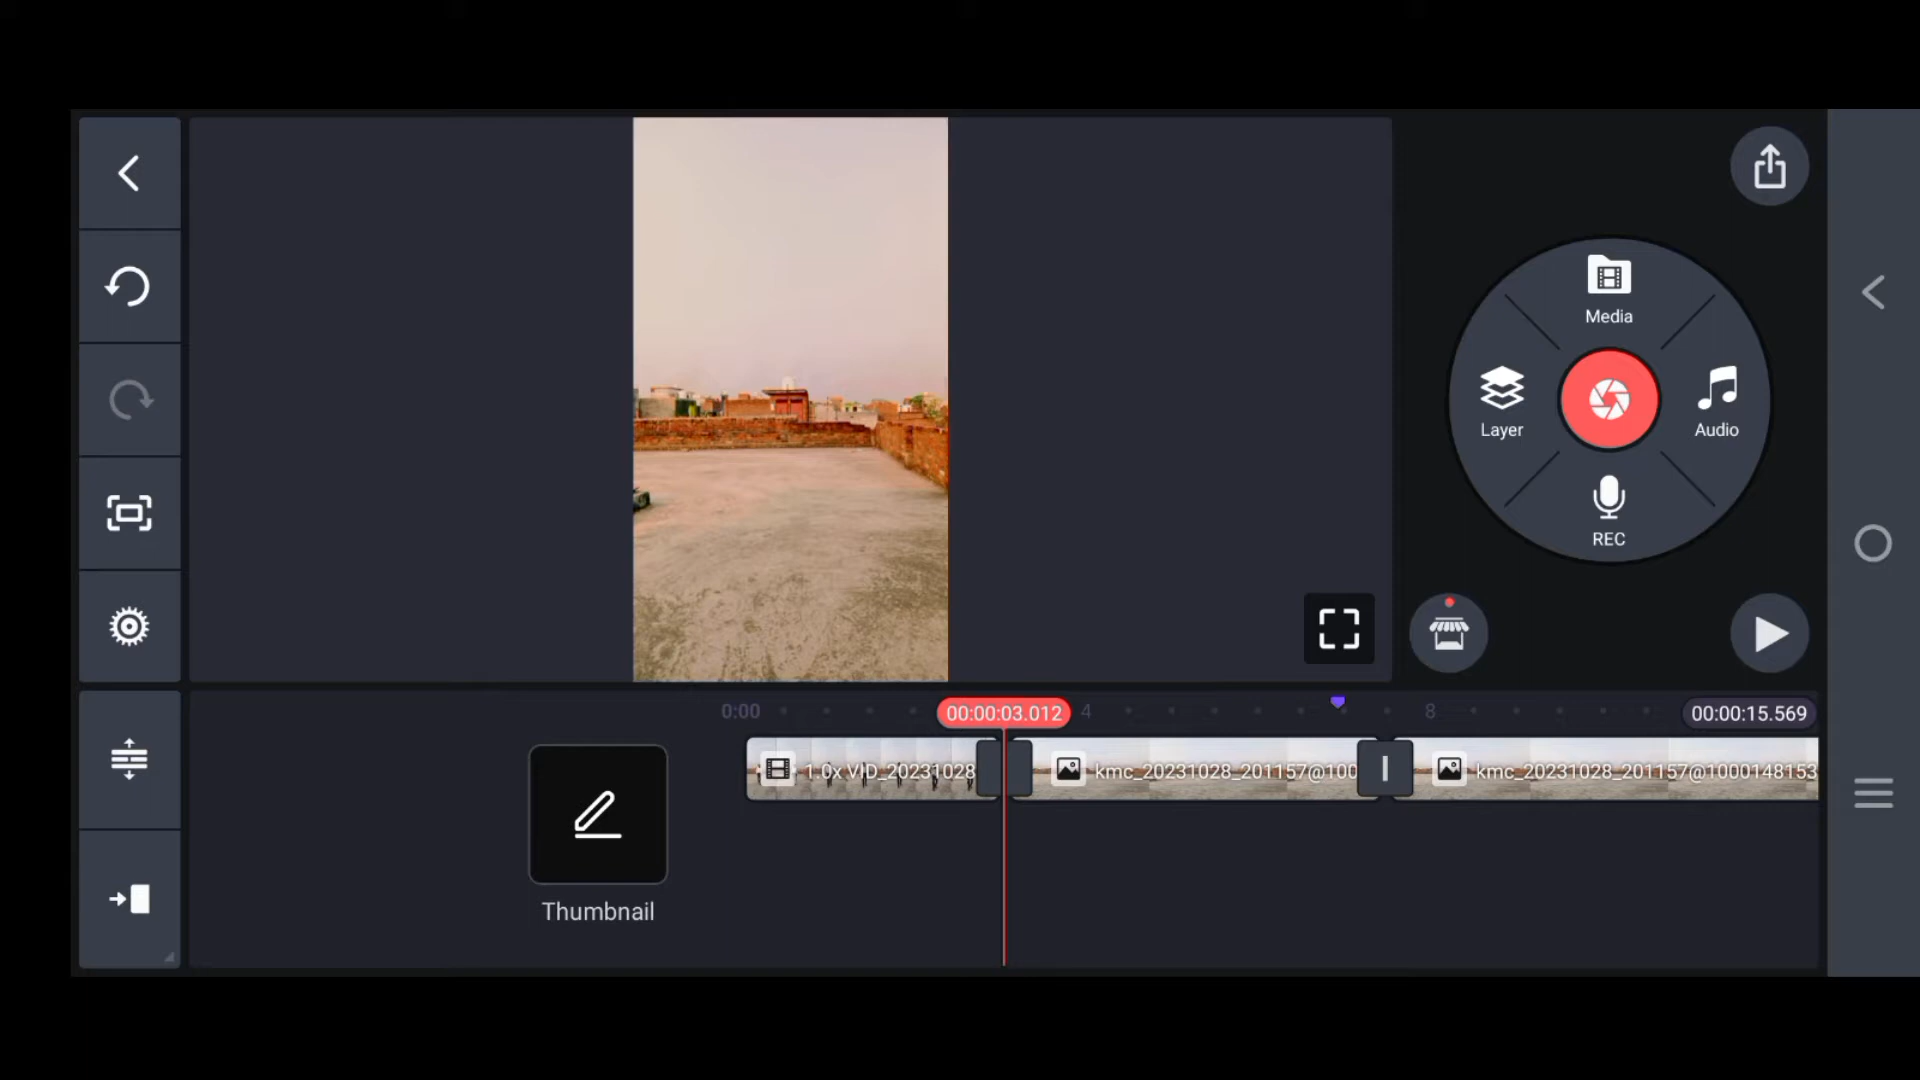 Media
Layer
Audio
REC
0:00
00:00:03.012
4
8
00:00:15.569
1.0x VID_20231028
kmc_20231028_201157@100
kmc_20231028_201157@1000148153
Thumbnail